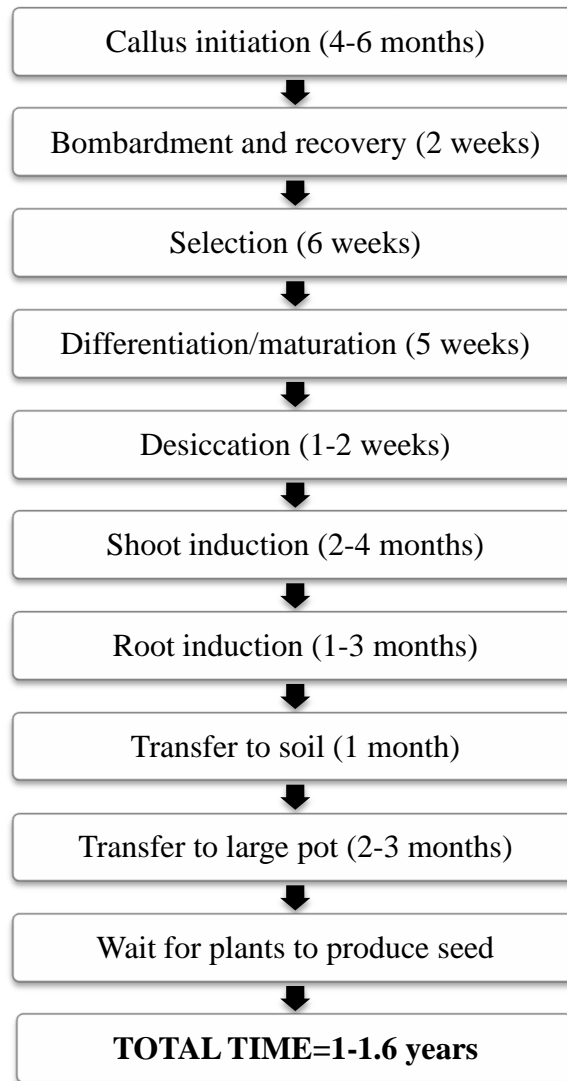 Callus initiation (4-6 months)
Bombardment and recovery (2 weeks)
Selection (6 weeks)
Differentiation/maturation (5 weeks)
Desiccation (1-2 weeks)
Shoot induction (2-4 months)
Root induction (1-3 months)
Transfer to soil (1 month)
Transfer to large pot (2-3 months)
Wait for plants to produce seed
TOTAL TIME=1-1.6 years